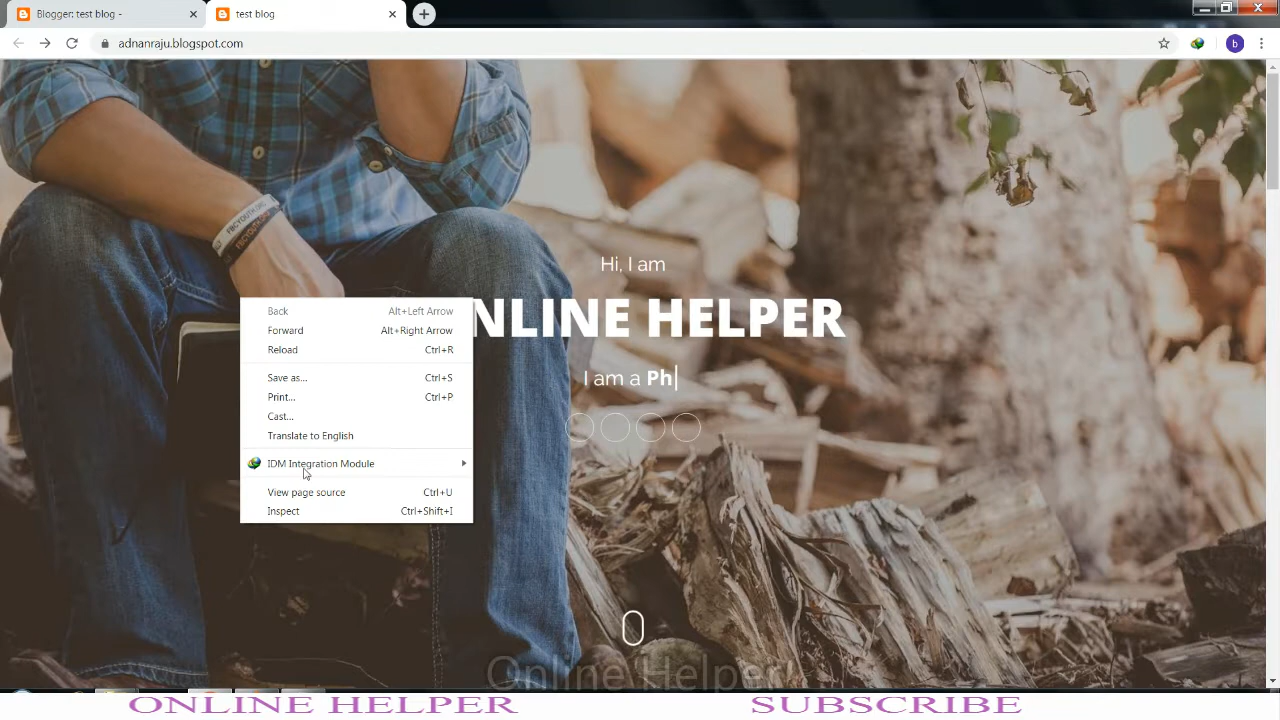 Blogger: test blog -
test blog
adnanraju.blogspot.com
b
Hi, I am
NLINE HELPER
I am a Ph
Back Alt+Left Arrow
Forward Alt+Right Arrow
Reload Ctrl+R
Save as... Ctrl+S
Print... Ctrl+P
Cast...
Translate to English
IDM Integration Module
View page source Ctrl+U
Inspect Ctrl+Shift+I
Online Helper
ONLINE HELPER SUBSCRIBE